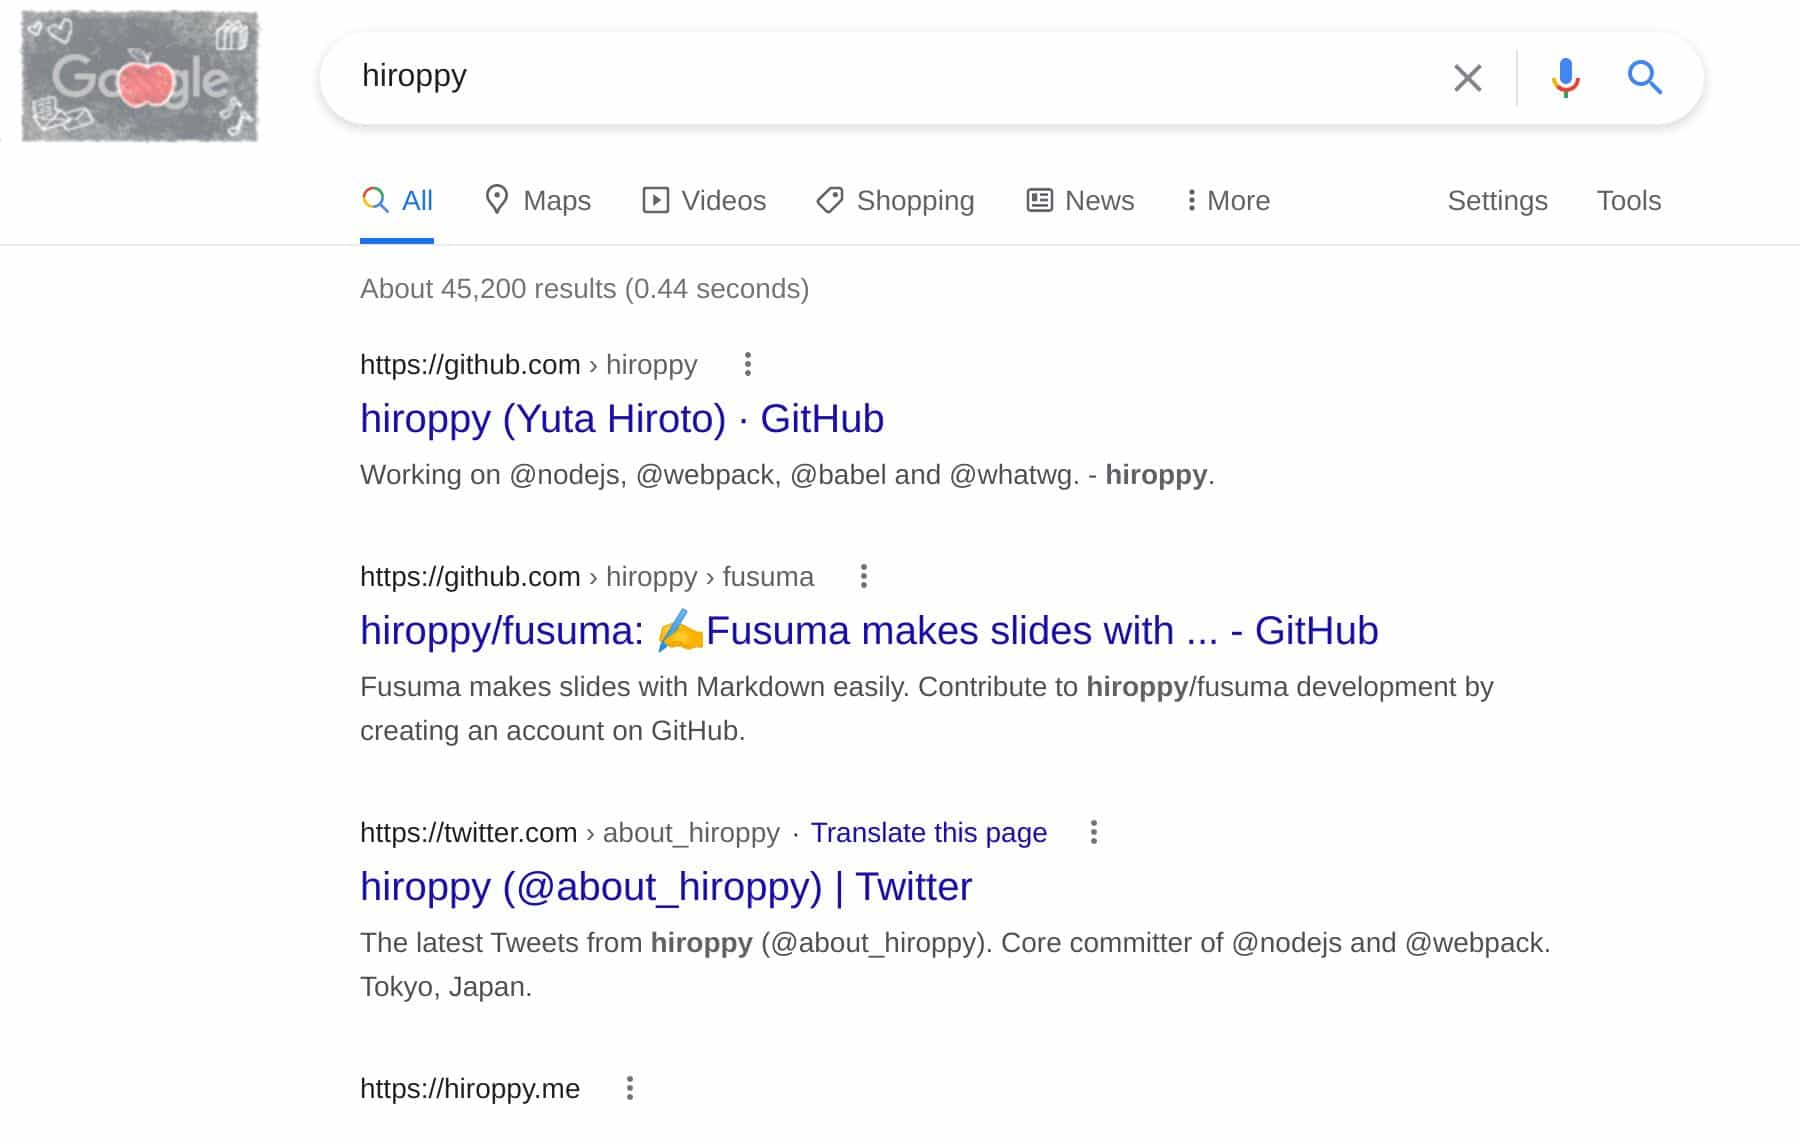 Google
hiroppy
All Maps Videos Shopping News More Settings Tools
About 45,200 results (0.44 seconds)
https://github.com › hiroppy
hiroppy (Yuta Hiroto) · GitHub
Working on @nodejs, @webpack, @babel and @whatwg. - hiroppy.
https://github.com › hiroppy › fusuma
hiroppy/fusuma: ✍️Fusuma makes slides with ... - GitHub
Fusuma makes slides with Markdown easily. Contribute to hiroppy/fusuma development by
creating an account on GitHub.
https://twitter.com › about_hiroppy · Translate this page
hiroppy (@about_hiroppy) | Twitter
The latest Tweets from hiroppy (@about_hiroppy). Core committer of @nodejs and @webpack.
Tokyo, Japan.
https://hiroppy.me